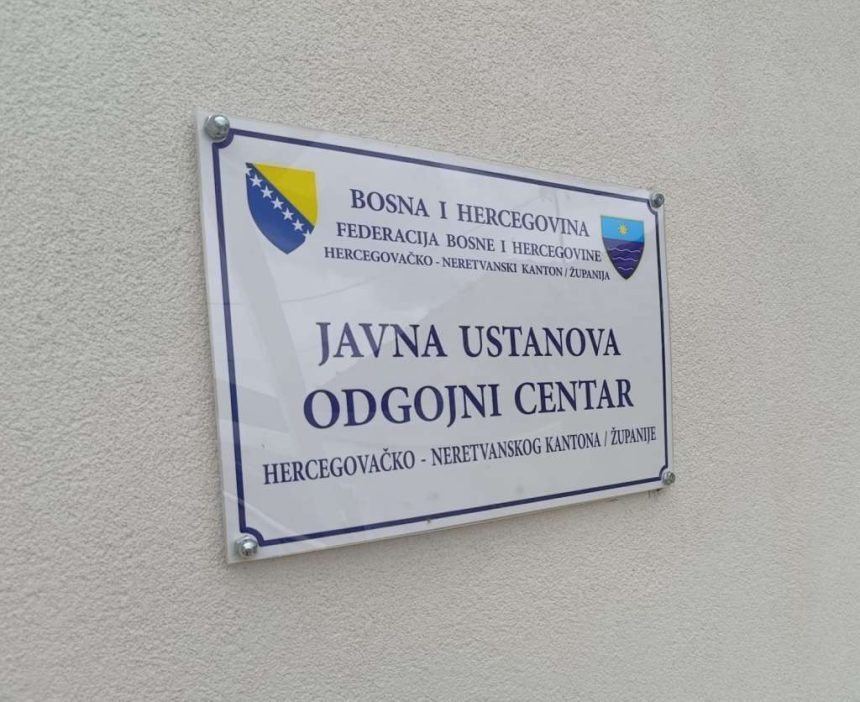 BOSNA I HERCEGOVINA
FEDERACIJA BOSNE I HERCEGOVINE
HERCEGOVAČKO - NERETVANSKI KANTON / ŽUPANIJA
JAVNA USTANOVA
ODGOJNI CENTAR
HERCEGOVAČKO - NERETVANSKOG KANTONA / ŽUPANIJE